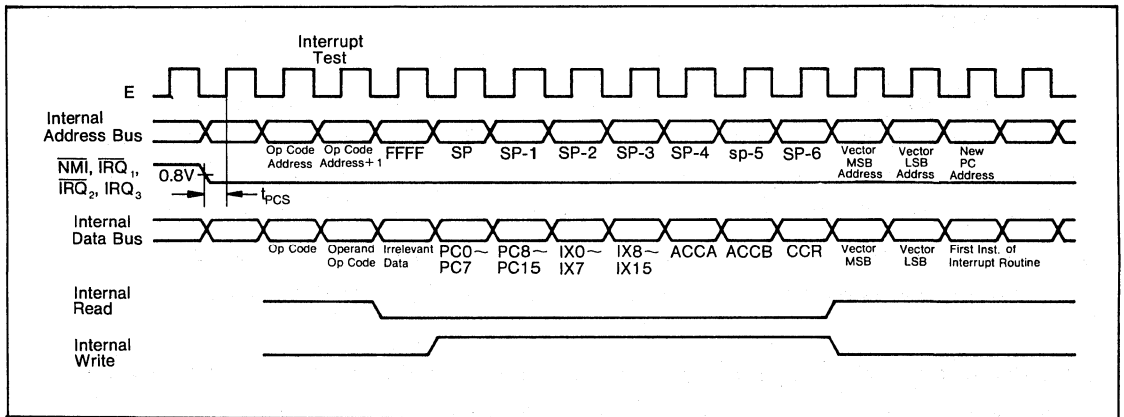 Interrupt
Test
E
Internal
Address Bus
Op Code
Address
Op Code
Address+1
FFFF
SP
SP-1
SP-2
SP-3
SP-4
sp-5
SP-6
Vector
MSB
Address
Vector
LSB
Addrss
New
PC
Address
NMI, IRQ1,
IRQ2, IRQ3
0.8V
tPCS
Internal
Data Bus
Op Code
Operand
Op Code
Irrelevant
Data
PC0~
PC7
PC8~
PC15
IX0~
IX7
IX8~
IX15
ACCA
ACCB
CCR
Vector
MSB
Vector
LSB
First Inst. of
Interrupt Routine
Internal
Read
Internal
Write